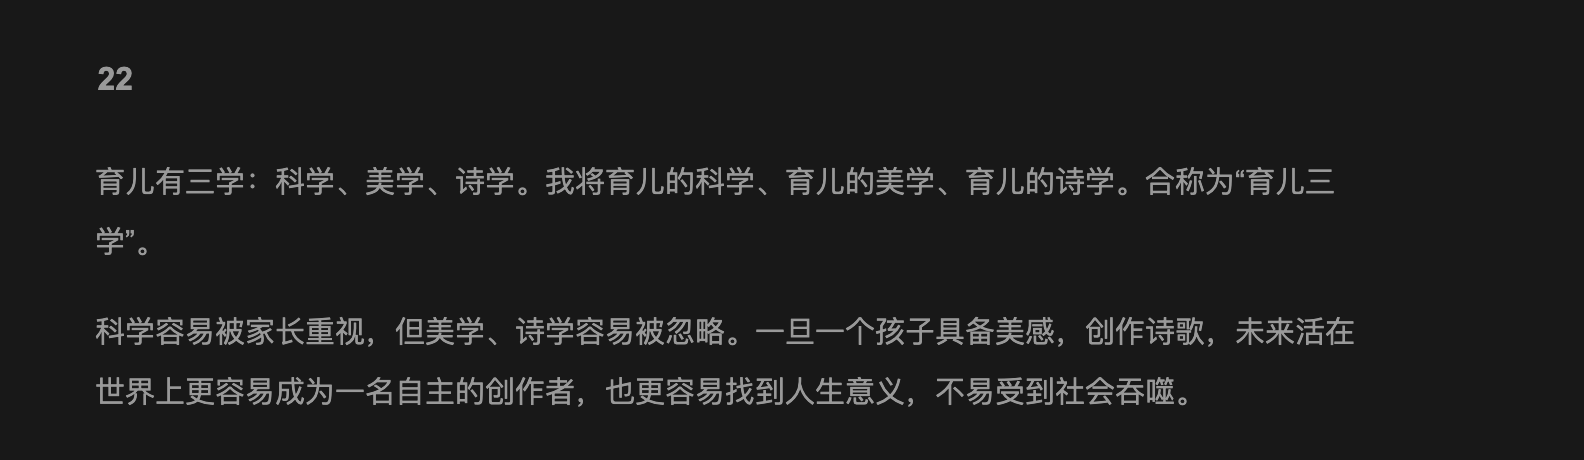 22
育儿有三学：科学、美学、诗学。我将育儿的科学、育儿的美学、育儿的诗学。合称为“育儿三
学”。
科学容易被家长重视，但美学、诗学容易被忽略。一旦一个孩子具备美感，创作诗歌，未来活在
世界上更容易成为一名自主的创作者，也更容易找到人生意义，不易受到社会吞噬。